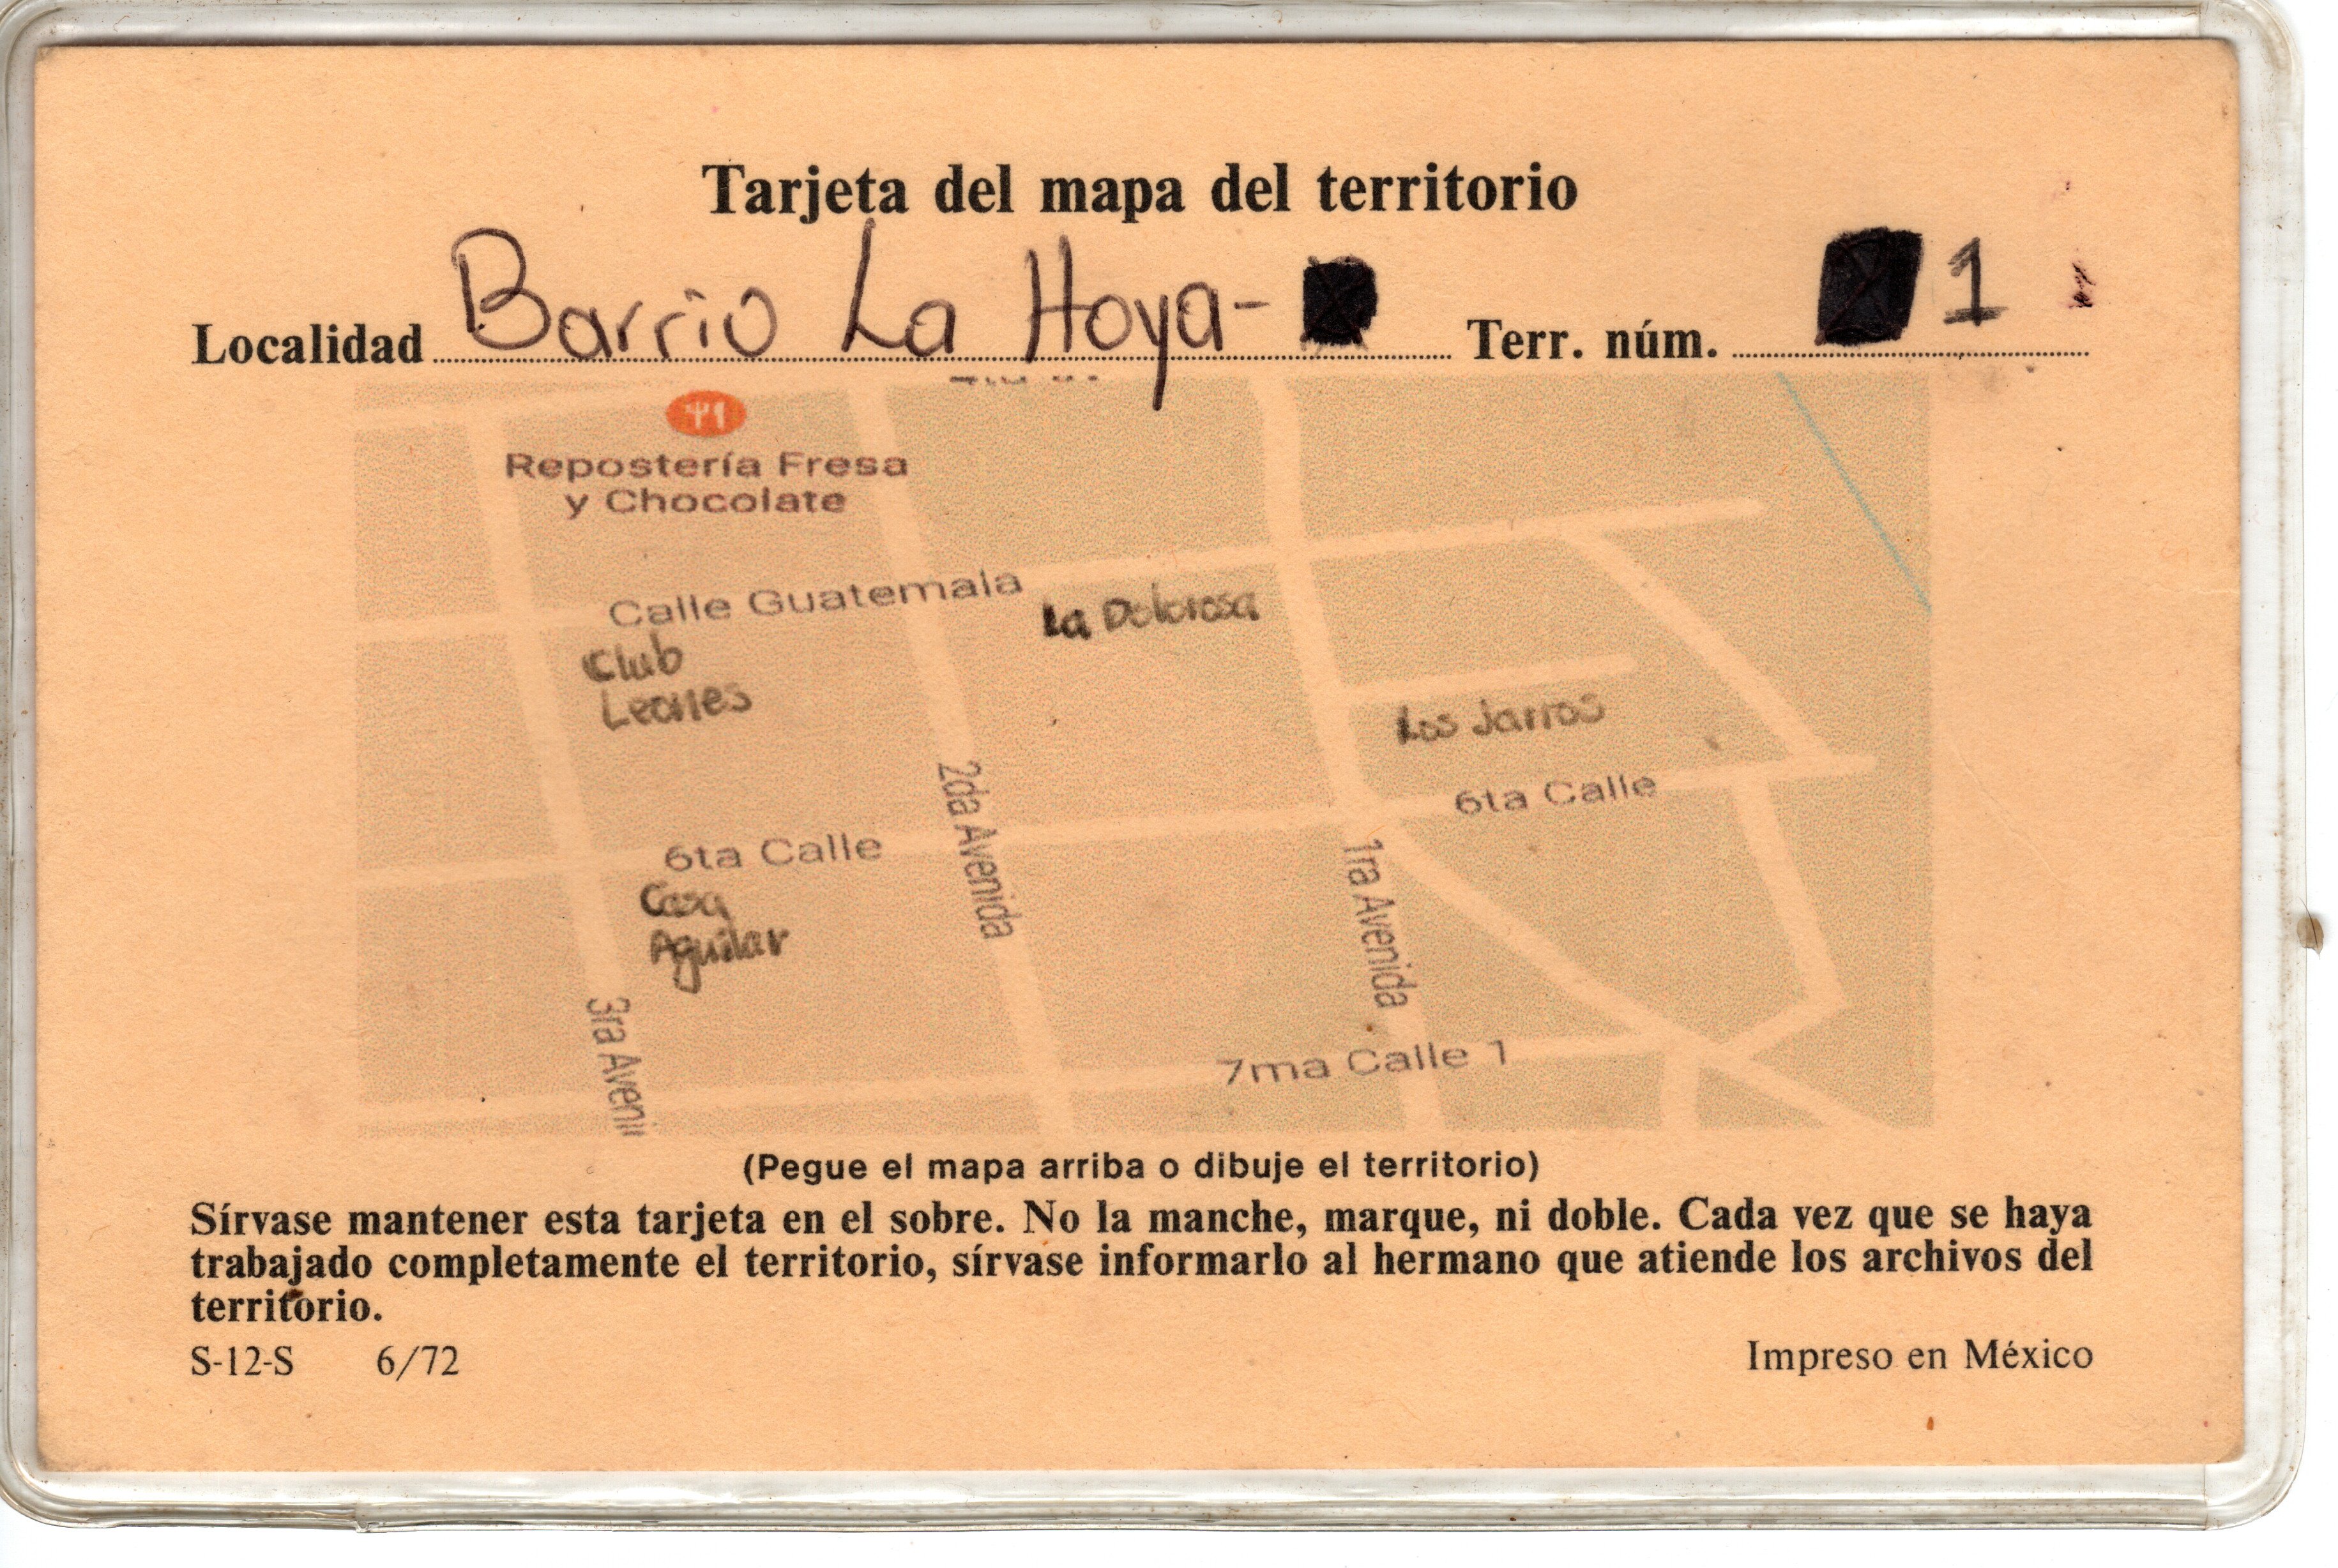 Tarjeta del mapa del territorio
Localidad Barrio La Hoya- Terr. núm. 1
Repostería Fresa
y Chocolate
Calle Guatemala
La Dolorosa
Club
Leones
Los Jarros
2da Avenida
6ta Calle
6ta Calle
1ra Avenida
Casa
Aguilar
3ra Aveni
7ma Calle 1
(Pegue el mapa arriba o dibuje el territorio)
Sírvase mantener esta tarjeta en el sobre. No la manche, marque, ni doble. Cada vez que se haya
trabajado completamente el territorio, sírvase informarlo al hermano que atiende los archivos del
territorio.
S-12-S 6/72 Impreso en México